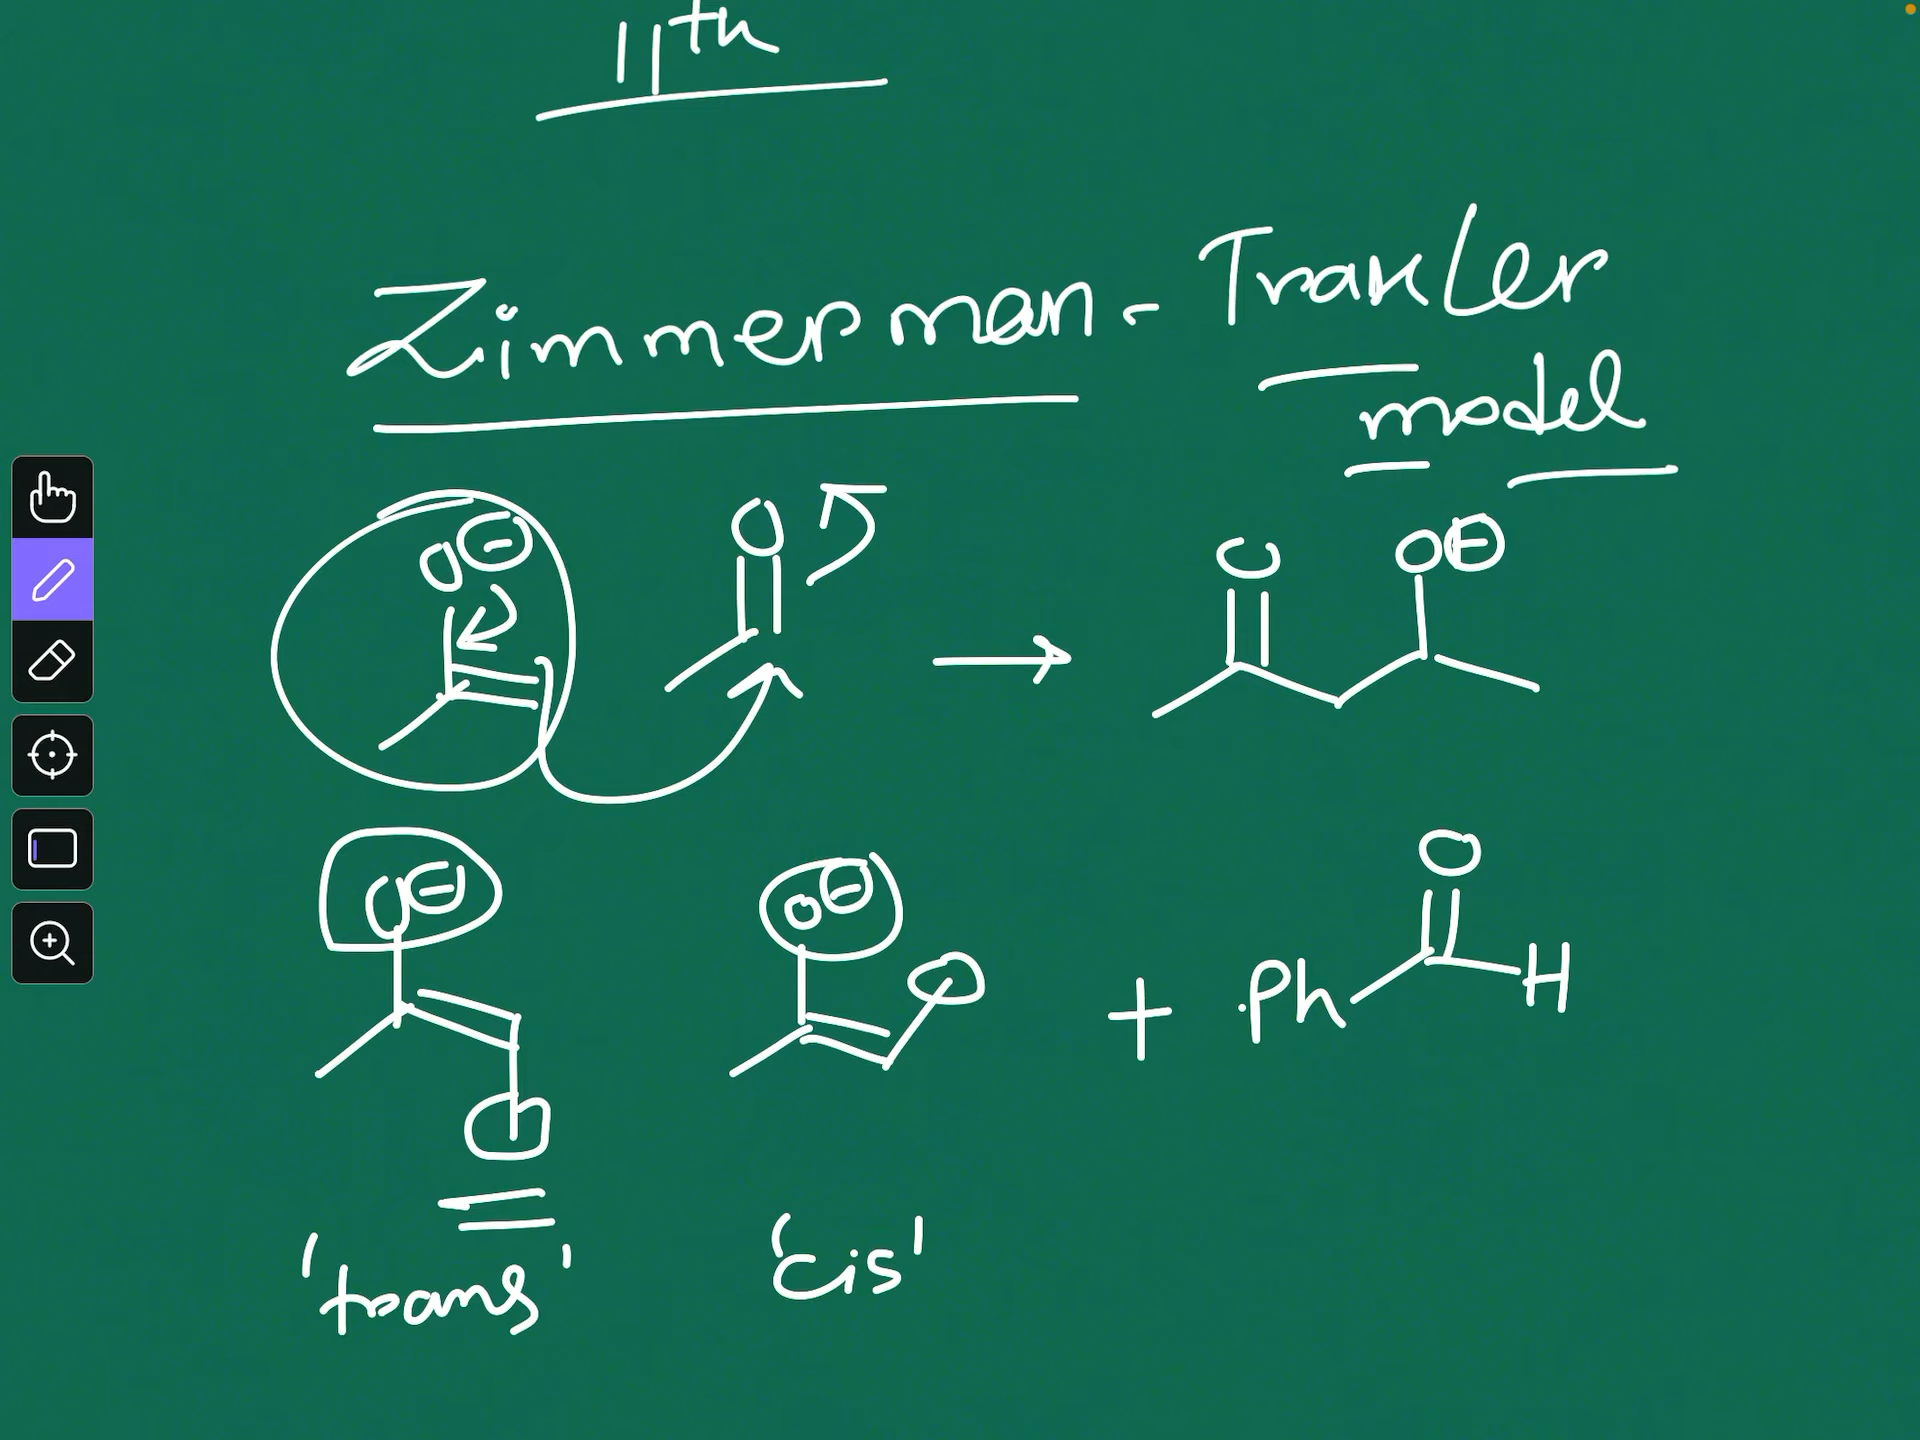 11th
Zimmerman - Traxler
model
O⊖ O O O⊖
O⊖ O⊖ + Ph O H
'trans' 'cis'